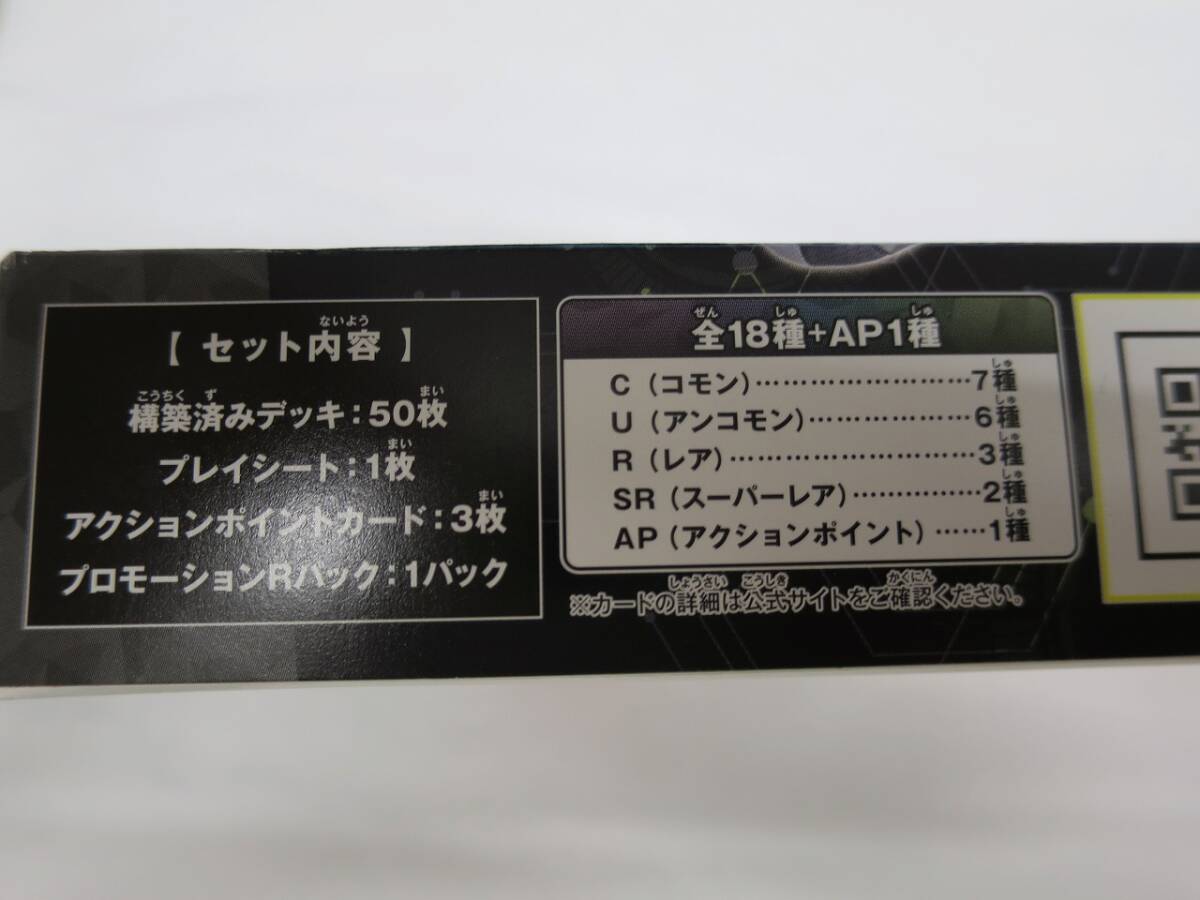 【 セット内容 】
構築済みデッキ：50枚
プレイシート：1枚
アクションポイントカード：3枚
プロモーションRパック：1パック
全18種+AP1種
C（コモン）………………………7種
U（アンコモン）…………………6種
R（レア）…………………………3種
SR（スーパーレア）……………2種
AP（アクションポイント）……1種
※カードの詳細は公式サイトをご確認ください。